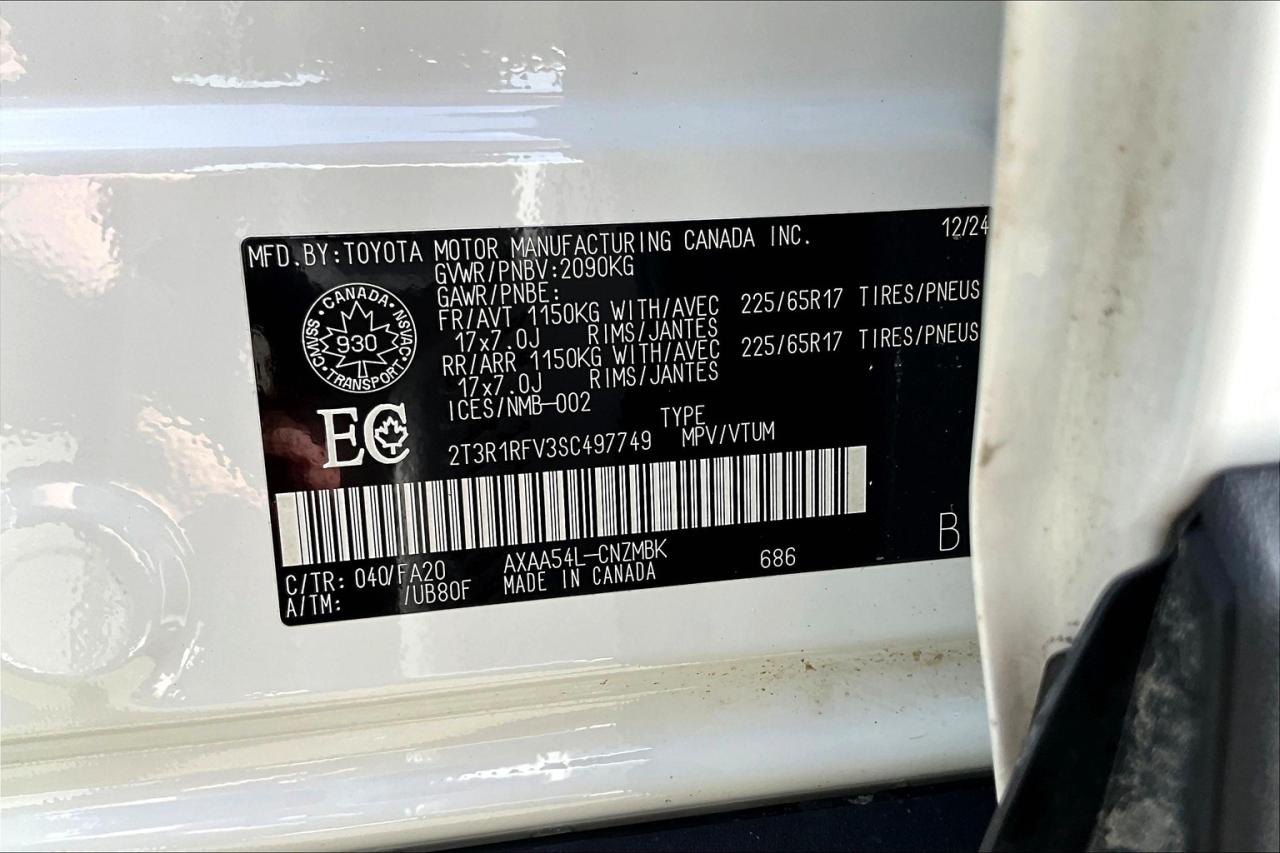 MFD.BY:TOYOTA MOTOR MANUFACTURING CANADA INC. 12/24
GVWR/PNBV:2090KG
GAWR/PNBE:
FR/AVT 1150KG WITH/AVEC 225/65R17 TIRES/PNEUS
17x7.0J RIMS/JANTES
RR/ARR 1150KG WITH/AVEC 225/65R17 TIRES/PNEUS
17x7.0J RIMS/JANTES
ICES/NMB-002
CANADA
CMVSS
NSVAC
930
TRANSPORT
EC
TYPE
2T3R1RFV3SC497749 MPV/VTUM
B
C/TR: 040/FA20 AXAA54L-CNZMBK 686
A/TM: /UB80F MADE IN CANADA